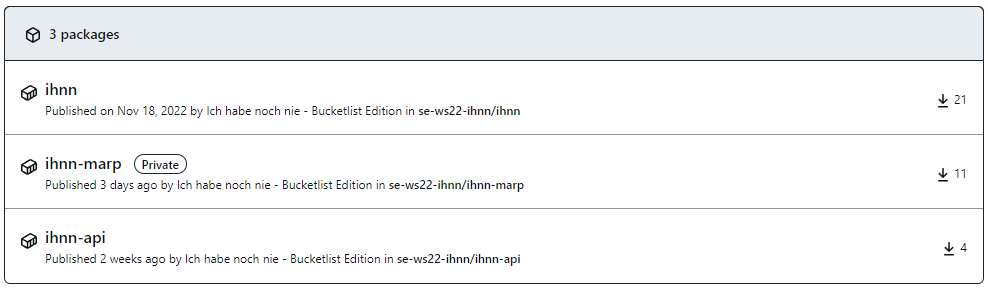 3 packages
ihnn
Published on Nov 18, 2022 by Ich habe noch nie - Bucketlist Edition in se-ws22-ihnn/ihnn
21
ihnn-marp Private
Published 3 days ago by Ich habe noch nie - Bucketlist Edition in se-ws22-ihnn/ihnn-marp
11
ihnn-api
Published 2 weeks ago by Ich habe noch nie - Bucketlist Edition in se-ws22-ihnn/ihnn-api
4